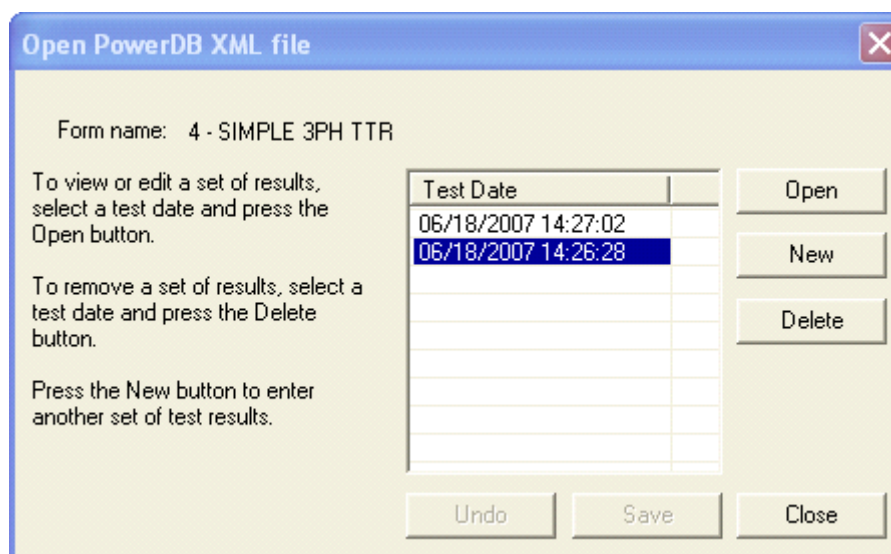 Open PowerDB XML file
Form name: 4 - SIMPLE 3PH TTR
To view or edit a set of results,
select a test date and press the
Open button.
To remove a set of results, select a
test date and press the Delete
button.
Press the New button to enter
another set of test results.
Test Date
06/18/2007 14:27:02
06/18/2007 14:26:28
Open
New
Delete
Undo
Save
Close